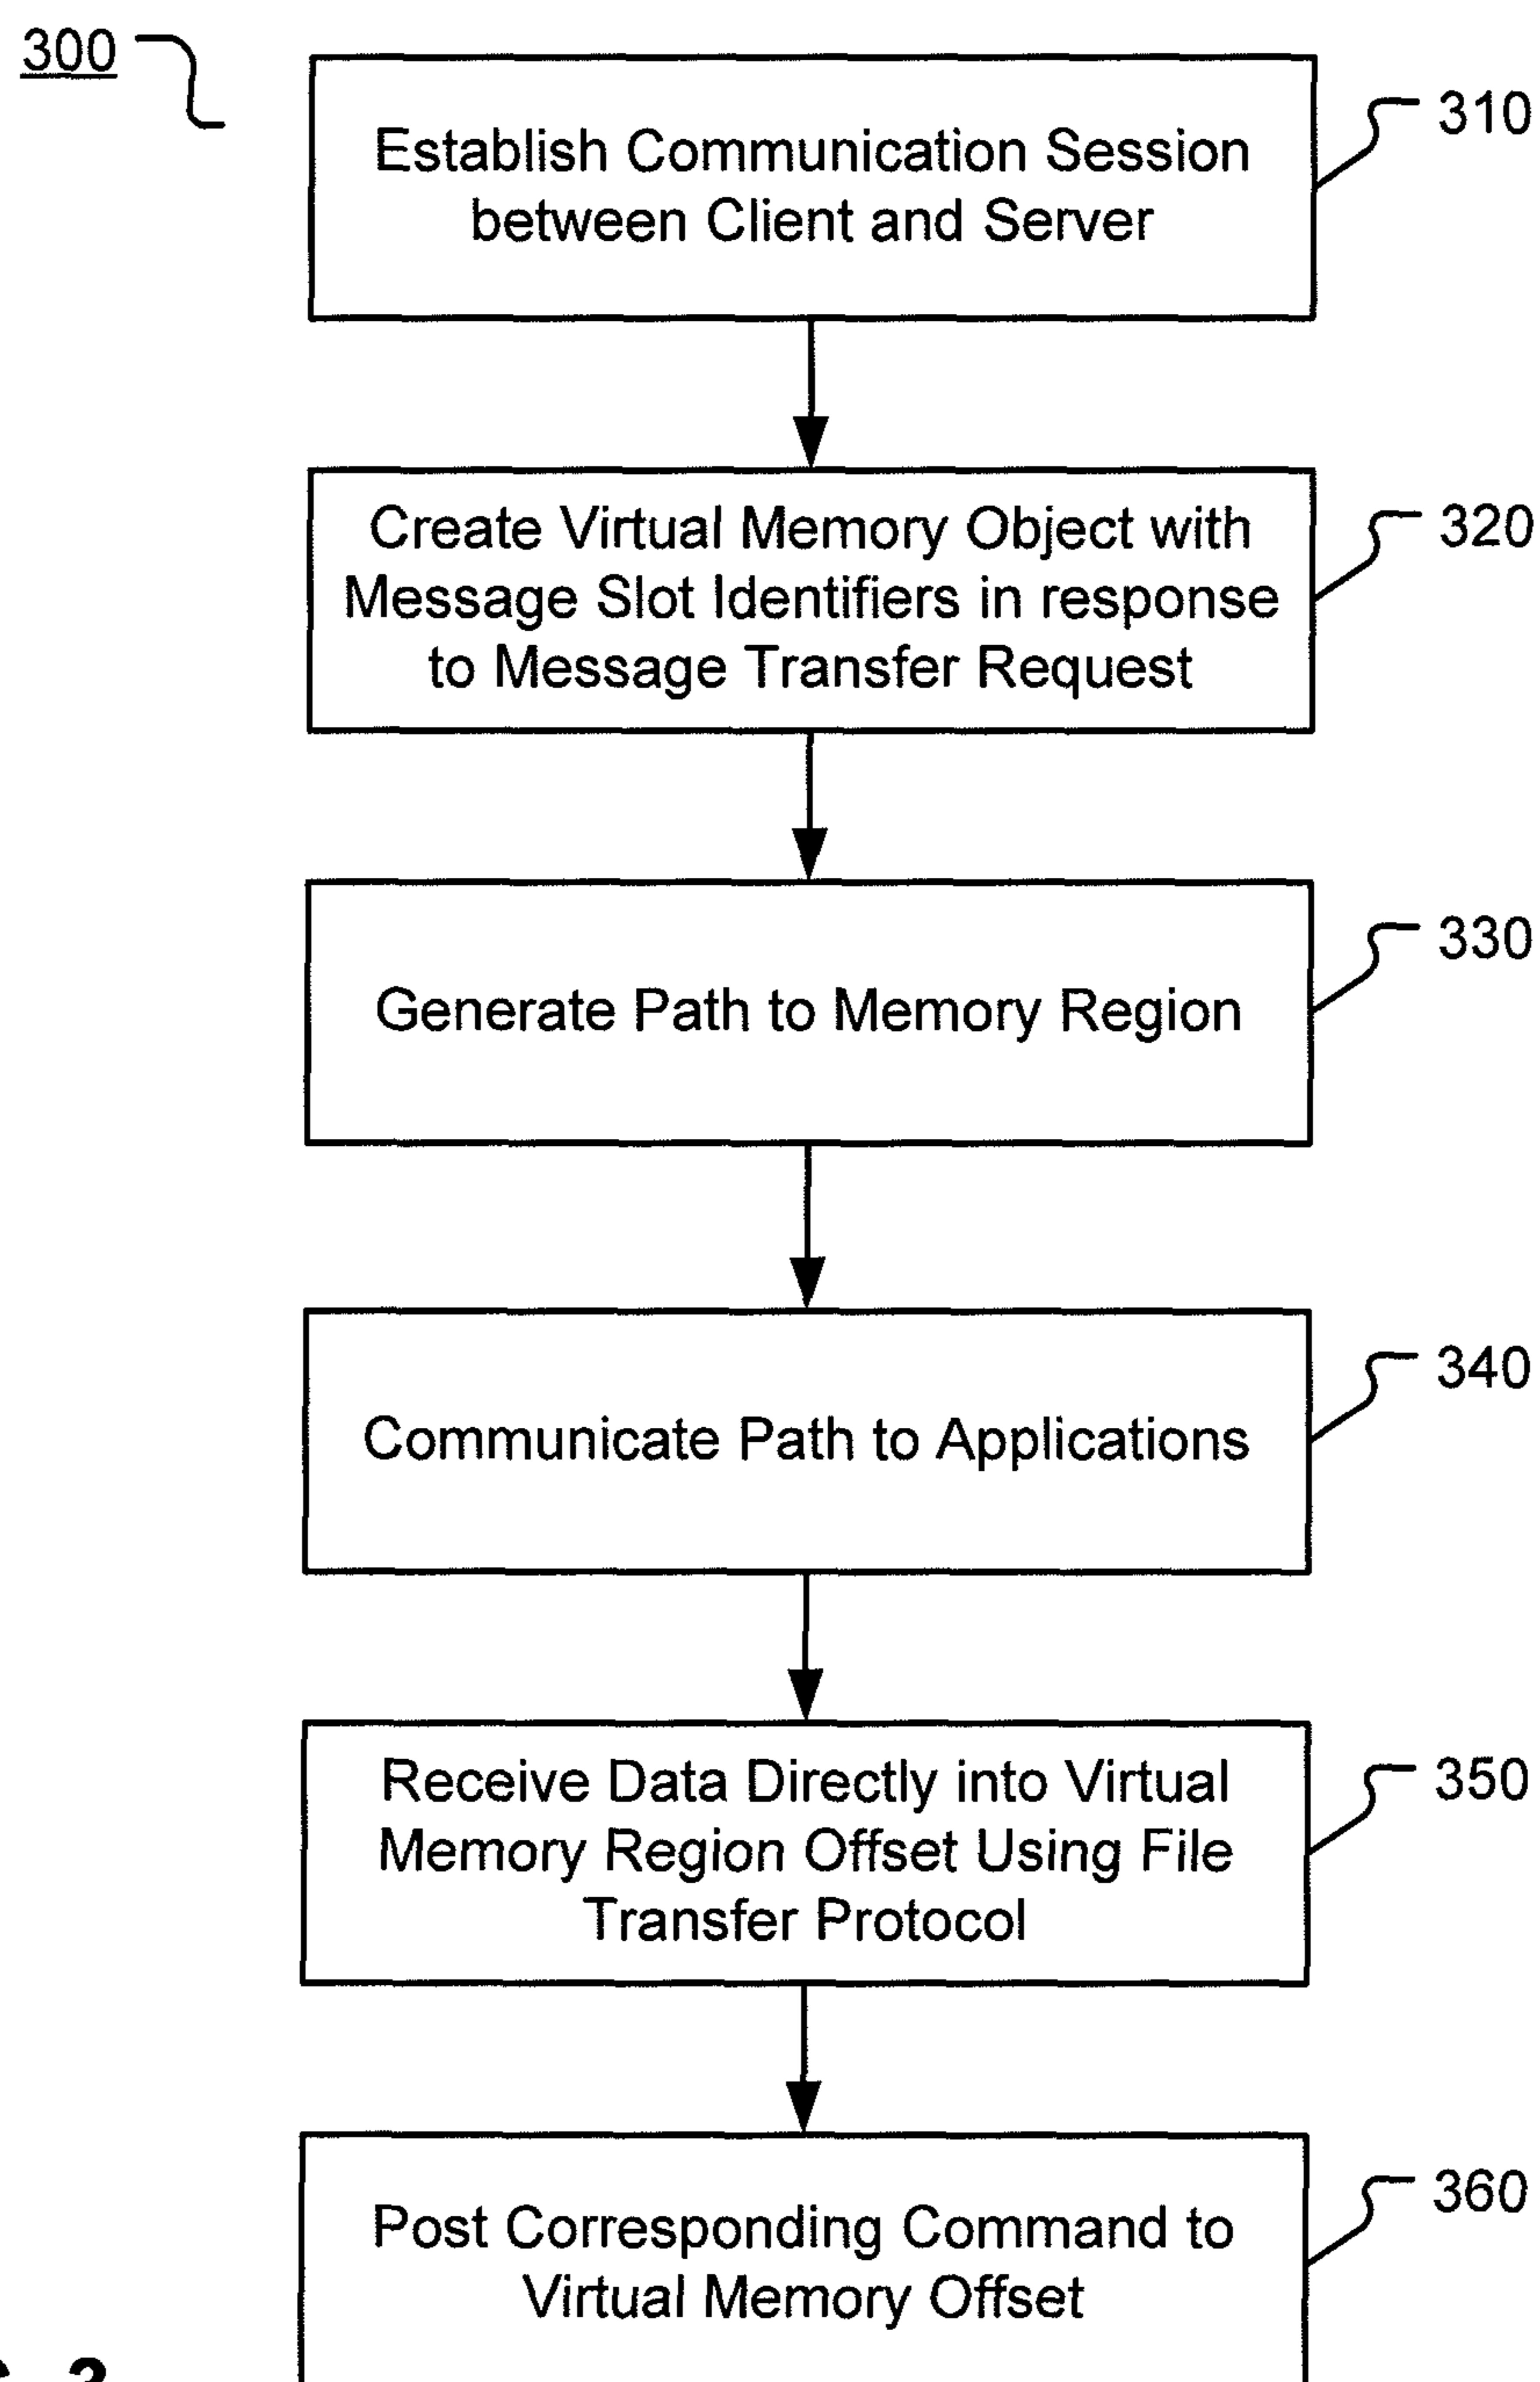 300
310
Establish Communication Session
between Client and Server
320
Create Virtual Memory Object with
Message Slot Identifiers in response
to Message Transfer Request
330
Generate Path to Memory Region
340
Communicate Path to Applications
350
Receive Data Directly into Virtual
Memory Region Offset Using File
Transfer Protocol
360
Post Corresponding Command to
Virtual Memory Offset